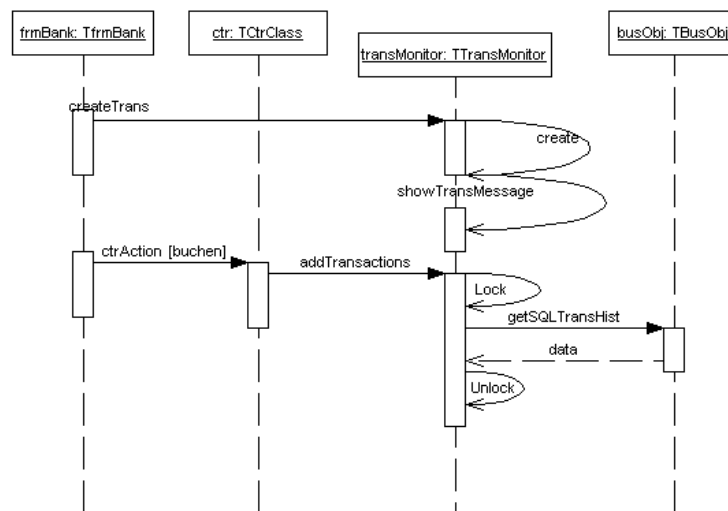 frmBank: TfrmBank
ctr: TCtrClass
transMonitor: TTransMonitor
busObj: TBusObj
createTrans
create
showTransMessage
ctrAction [buchen]
addTransactions
Lock
getSQLTransHist
data
Unlock